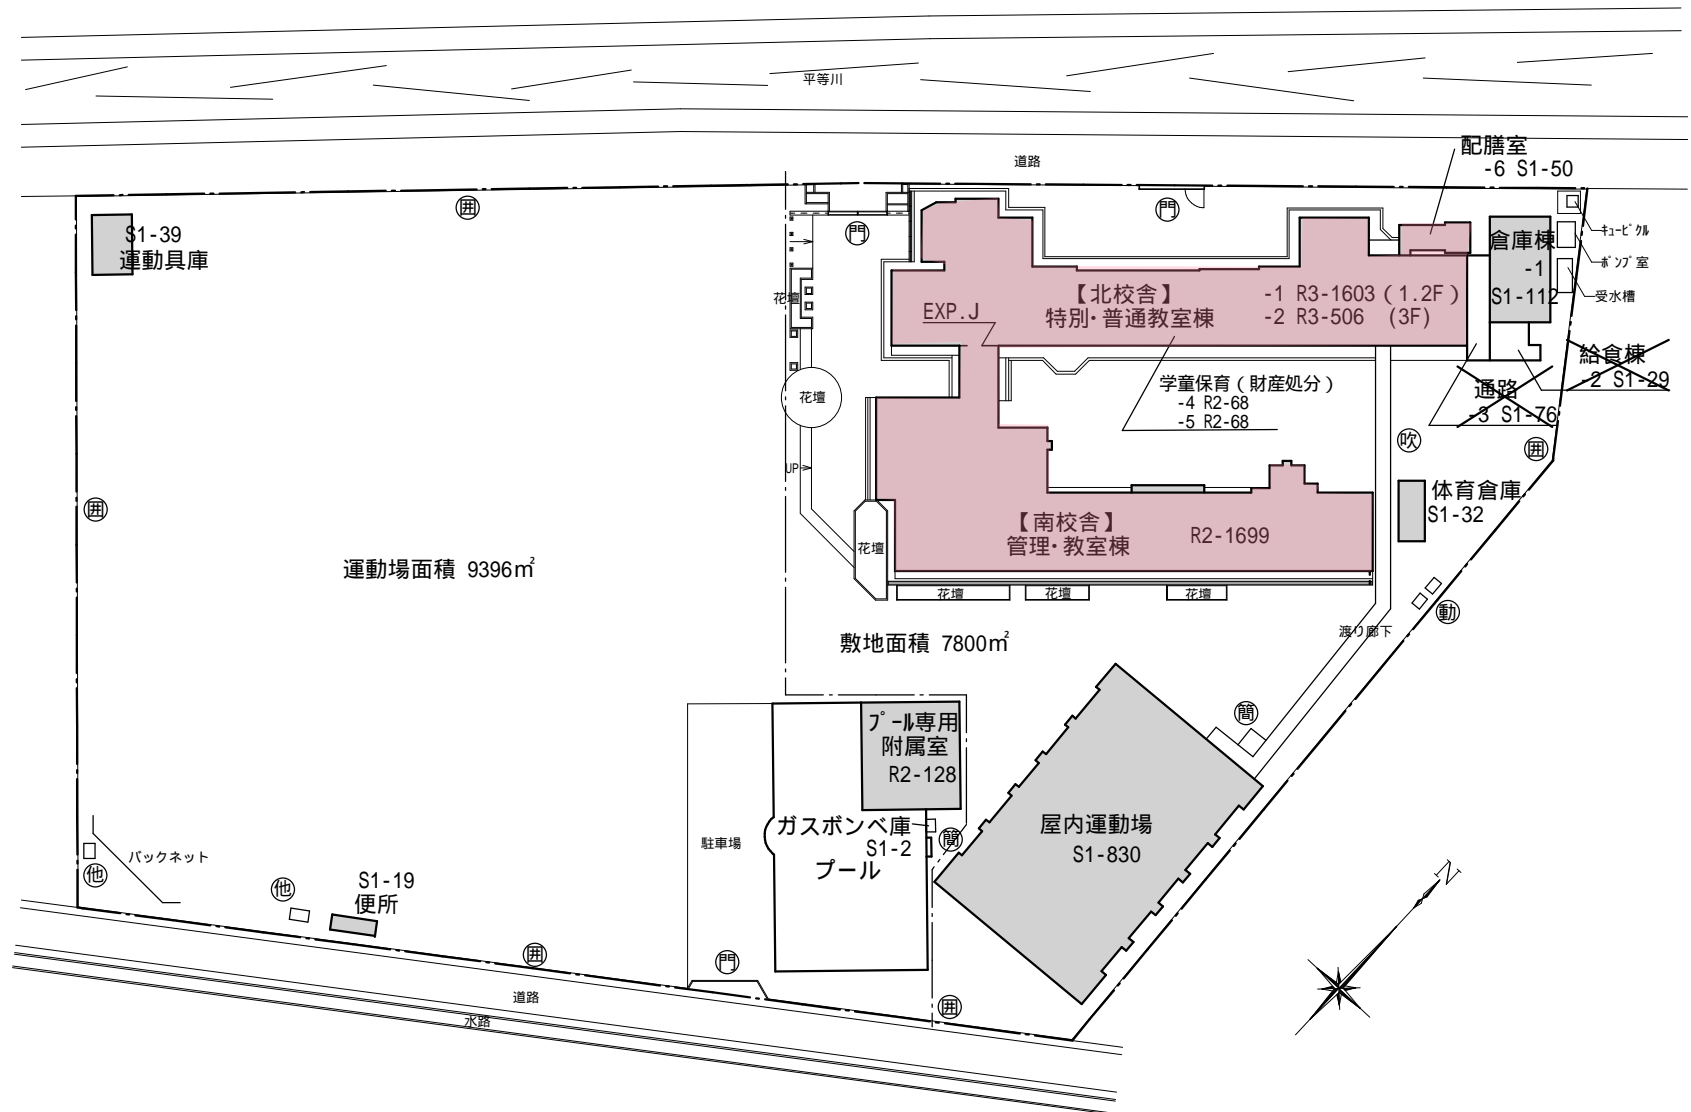 平等川
道路
配膳室
-6 S1-50
囲
門
門
S1-39
運動具庫
倉庫棟
-1
S1-112
ｷｭｰﾋﾞｸﾙ
ﾎﾟﾝﾌﾟ室
受水槽
花壇
EXP.J
【北校舎】
特別・普通教室棟
-1 R3-1603（1.2F）
-2 R3-506 (3F)
給食棟
-2 S1-29
通路
-3 S1-76
学童保育（財産処分）
-4 R2-68
-5 R2-68
花壇
吹
囲
UP
囲
体育倉庫
S1-32
【南校舎】
管理・教室棟
R2-1699
花壇
運動場面積 9396㎡
花壇
花壇
花壇
動
渡り廊下
敷地面積 7800㎡
簡
ﾌﾟｰﾙ専用
附属室
R2-128
ガスボンベ庫
S1-2
簡
屋内運動場
S1-830
駐車場
プール
バックネット
他
他
S1-19
便所
N
囲
門
囲
道路
水路